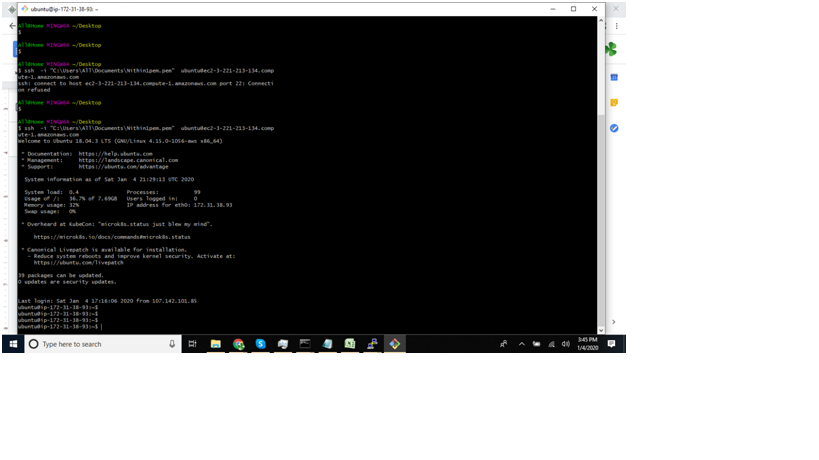 ubuntu@ip-172-31-38-93: ~
All@Home MINGW64 ~/Desktop
$
All@Home MINGW64 ~/Desktop
$
All@Home MINGW64 ~/Desktop
$ ssh -i "C:\Users\All\Documents\Nithin1pem.pem" ubuntu@ec2-3-221-213-134.comp
ute-1.amazonaws.com
ssh: connect to host ec2-3-221-213-134.compute-1.amazonaws.com port 22: Connecti
on refused
All@Home MINGW64 ~/Desktop
$
All@Home MINGW64 ~/Desktop
$ ssh -i "C:\Users\All\Documents\Nithin1pem.pem" ubuntu@ec2-3-221-213-134.comp
ute-1.amazonaws.com
Welcome to Ubuntu 18.04.3 LTS (GNU/Linux 4.15.0-1056-aws x86_64)
* Documentation: https://help.ubuntu.com
* Management: https://landscape.canonical.com
* Support: https://ubuntu.com/advantage
System information as of Sat Jan 4 21:29:13 UTC 2020
System load: 0.4 Processes: 99
Usage of /: 36.7% of 7.69GB Users logged in: 0
Memory usage: 32% IP address for eth0: 172.31.38.93
Swap usage: 0%
* Overheard at KubeCon: "microk8s.status just blew my mind".
https://microk8s.io/docs/commands#microk8s.status
* Canonical Livepatch is available for installation.
- Reduce system reboots and improve kernel security. Activate at:
https://ubuntu.com/livepatch
39 packages can be updated.
0 updates are security updates.
Last login: Sat Jan 4 17:16:06 2020 from 107.142.101.85
ubuntu@ip-172-31-38-93:~$
ubuntu@ip-172-31-38-93:~$
ubuntu@ip-172-31-38-93:~$
ubuntu@ip-172-31-38-93:~$
Type here to search
3:45 PM
1/4/2020